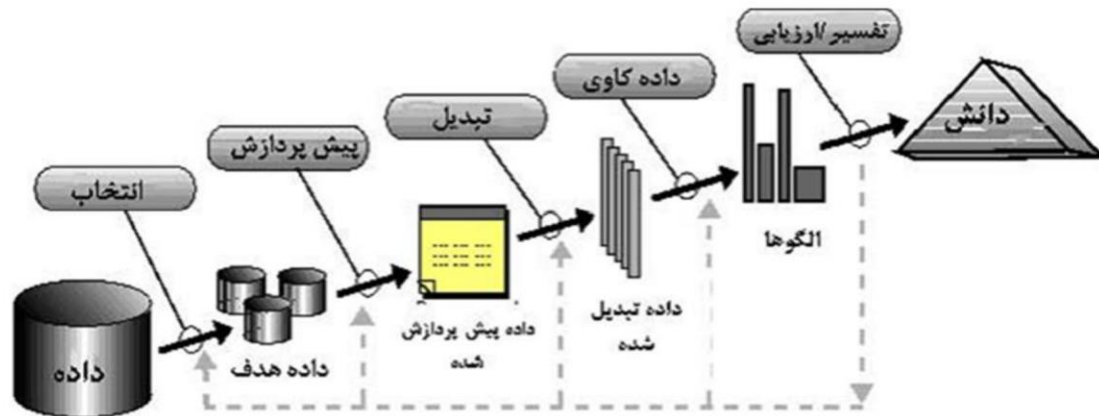 انتخاب
پیش پردازش
تبدیل
داده کاوی
تفسیر/ارزیابی
داده
داده هدف
داده پیش پردازش
شده
داده تبدیل
شده
الگوها
دانش